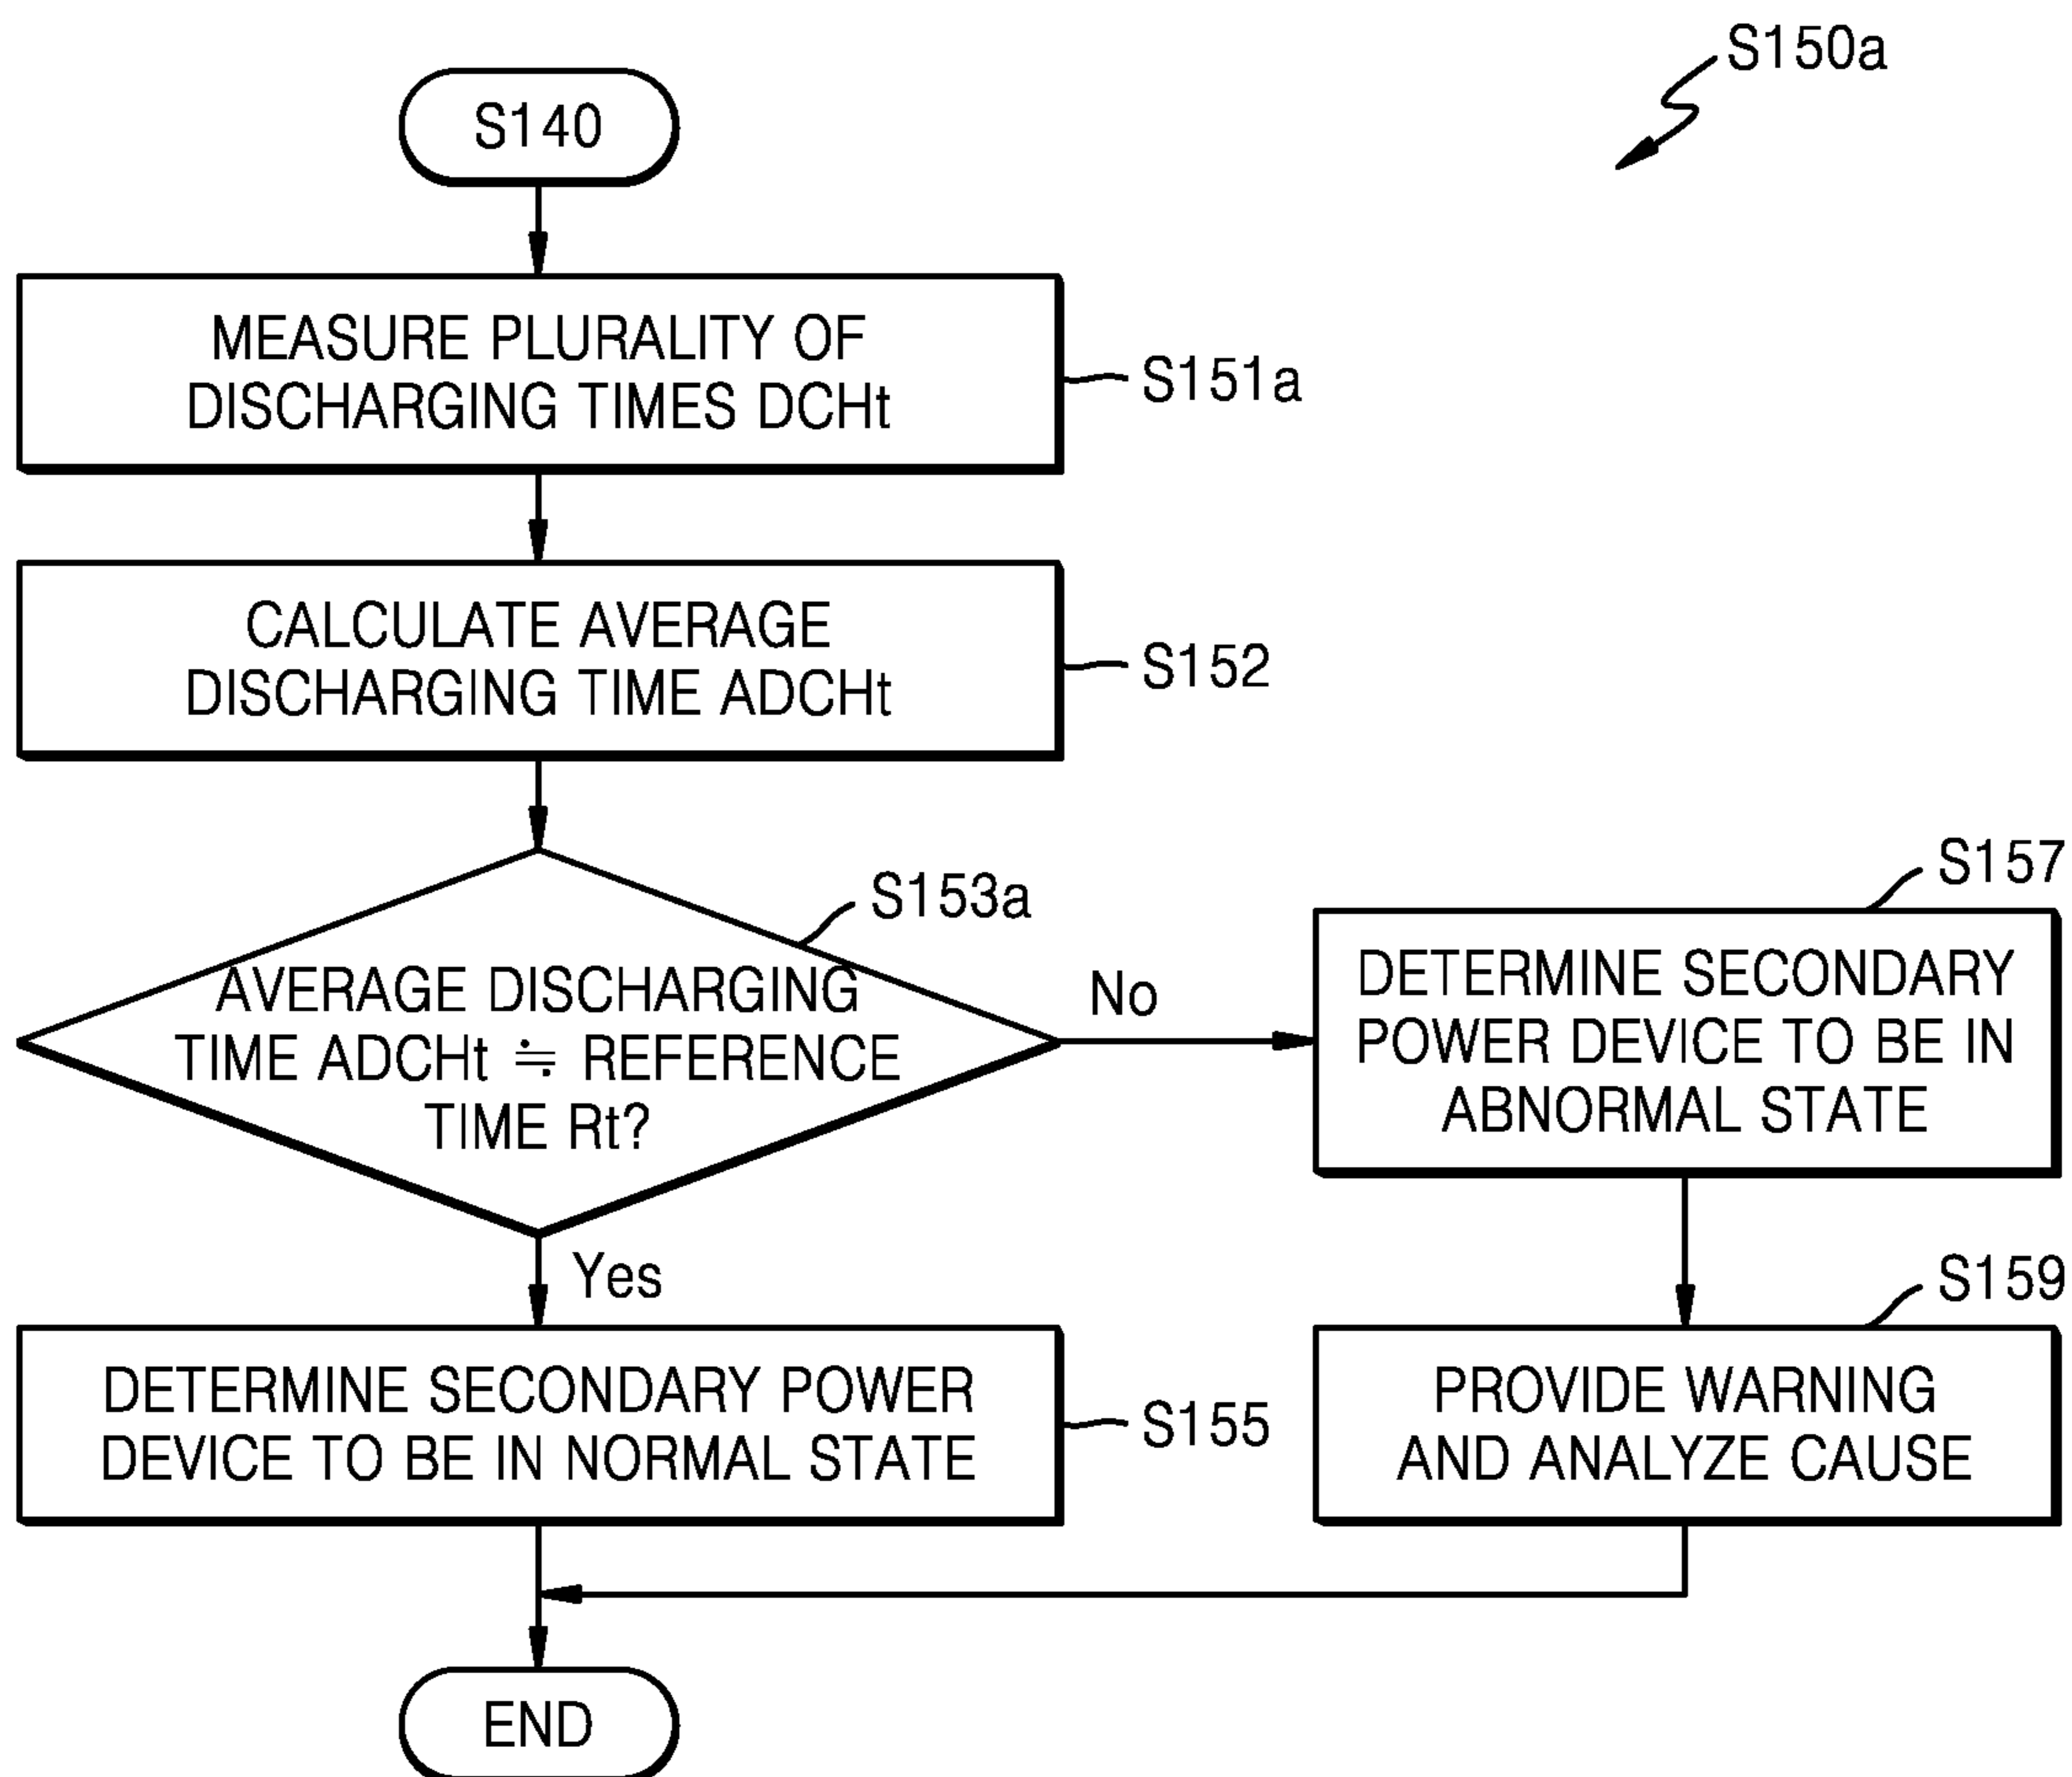 S150a
S140
MEASURE PLURALITY OF
DISCHARGING TIMES DCHt
S151a
CALCULATE AVERAGE
DISCHARGING TIME ADCHt
S152
S153a
AVERAGE DISCHARGING
TIME ADCHt ≒ REFERENCE
TIME Rt?
No
Yes
S157
DETERMINE SECONDARY
POWER DEVICE TO BE IN
ABNORMAL STATE
DETERMINE SECONDARY POWER
DEVICE TO BE IN NORMAL STATE
S155
S159
PROVIDE WARNING
AND ANALYZE CAUSE
END